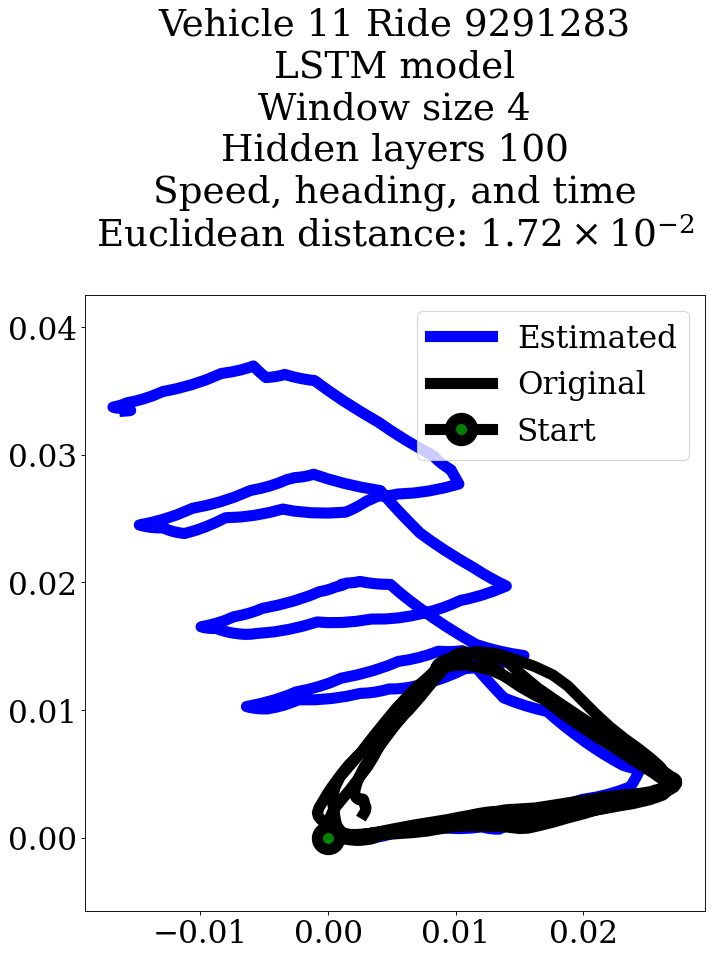 Vehicle 11 Ride 9291283
LSTM model
Window size 4
Hidden layers 100
Speed, heading, and time
Euclidean distance: 1.72 × 10⁻²
Estimated
Original
Start
0.04
0.03
0.02
0.01
0.00
−0.01 0.00 0.01 0.02